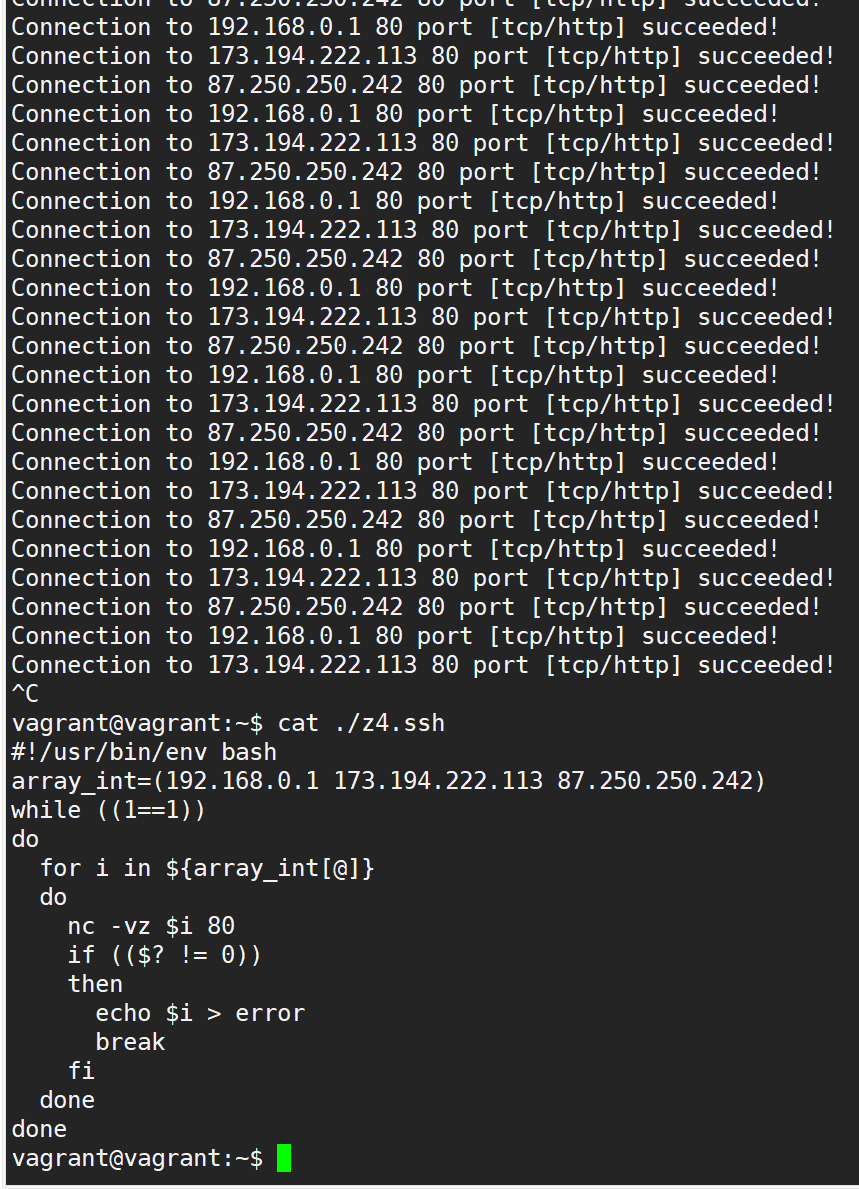 Connection to 87.250.250.242 80 port [tcp/http] succeeded!
Connection to 192.168.0.1 80 port [tcp/http] succeeded!
Connection to 173.194.222.113 80 port [tcp/http] succeeded!
Connection to 87.250.250.242 80 port [tcp/http] succeeded!
Connection to 192.168.0.1 80 port [tcp/http] succeeded!
Connection to 173.194.222.113 80 port [tcp/http] succeeded!
Connection to 87.250.250.242 80 port [tcp/http] succeeded!
Connection to 192.168.0.1 80 port [tcp/http] succeeded!
Connection to 173.194.222.113 80 port [tcp/http] succeeded!
Connection to 87.250.250.242 80 port [tcp/http] succeeded!
Connection to 192.168.0.1 80 port [tcp/http] succeeded!
Connection to 173.194.222.113 80 port [tcp/http] succeeded!
Connection to 87.250.250.242 80 port [tcp/http] succeeded!
Connection to 192.168.0.1 80 port [tcp/http] succeeded!
Connection to 173.194.222.113 80 port [tcp/http] succeeded!
Connection to 87.250.250.242 80 port [tcp/http] succeeded!
Connection to 192.168.0.1 80 port [tcp/http] succeeded!
Connection to 173.194.222.113 80 port [tcp/http] succeeded!
Connection to 87.250.250.242 80 port [tcp/http] succeeded!
Connection to 192.168.0.1 80 port [tcp/http] succeeded!
Connection to 173.194.222.113 80 port [tcp/http] succeeded!
Connection to 87.250.250.242 80 port [tcp/http] succeeded!
Connection to 192.168.0.1 80 port [tcp/http] succeeded!
Connection to 173.194.222.113 80 port [tcp/http] succeeded!
^C
vagrant@vagrant:~$ cat ./z4.ssh
#!/usr/bin/env bash
array_int=(192.168.0.1 173.194.222.113 87.250.250.242)
while ((1==1))
do
  for i in ${array_int[@]}
  do
    nc -vz $i 80
    if (($? != 0))
    then
      echo $i > error
      break
    fi
  done
done
vagrant@vagrant:~$